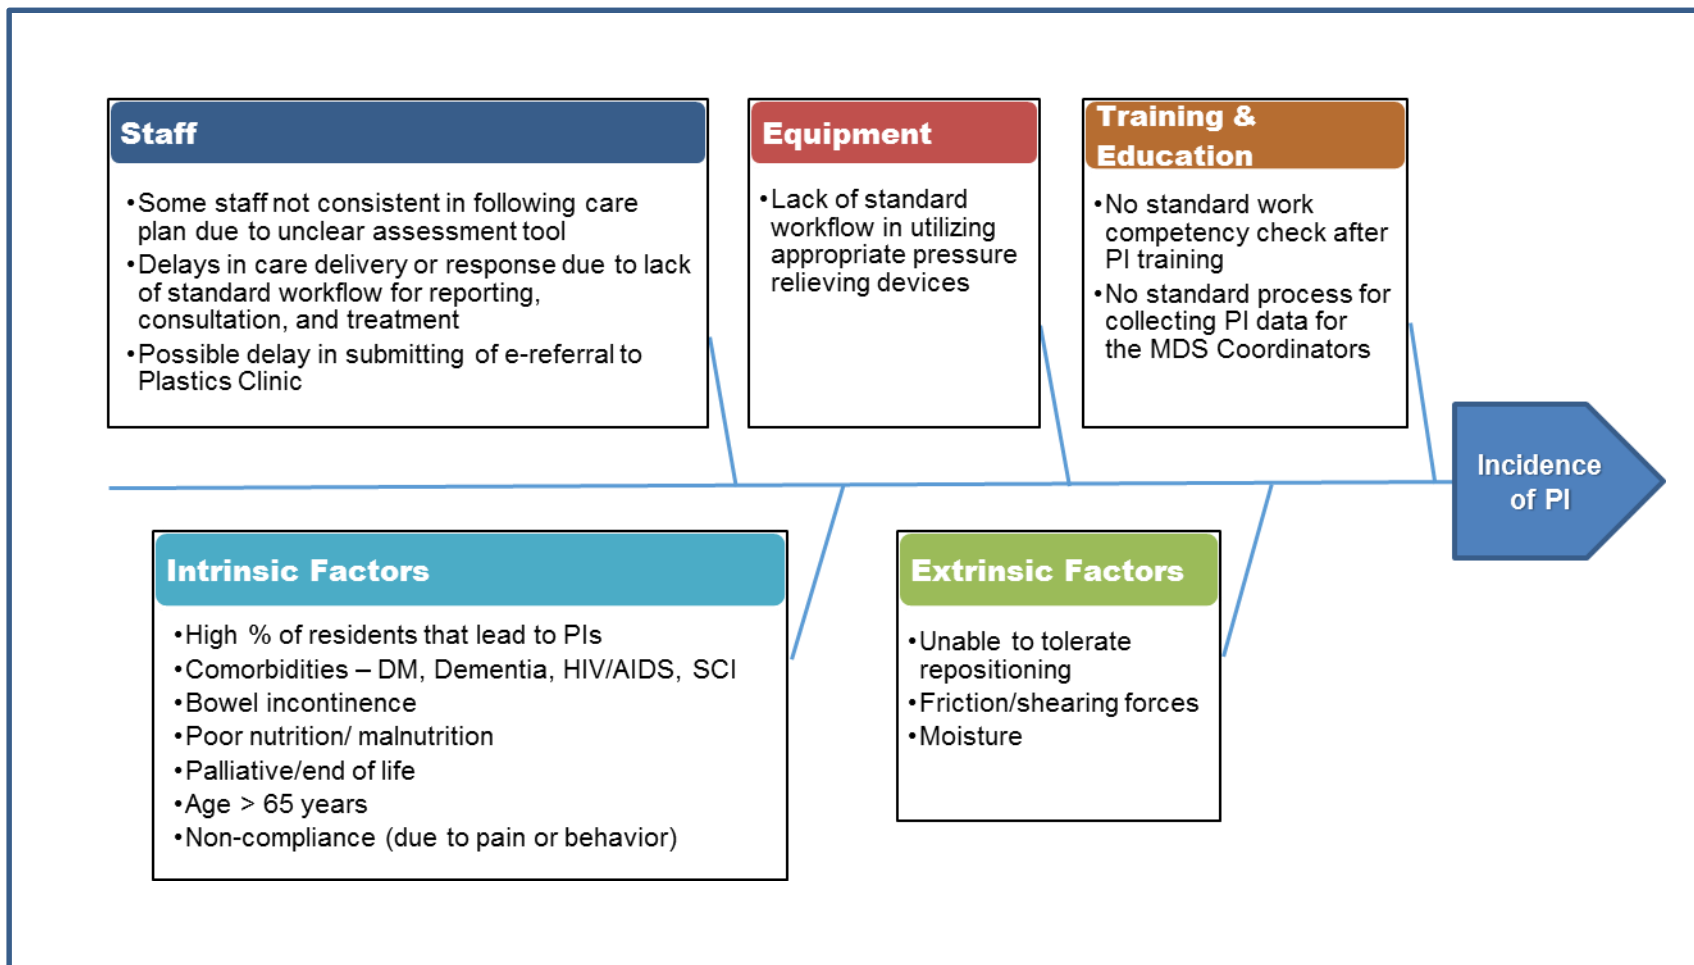 Staff
•Some staff not consistent in following care
plan due to unclear assessment tool
•Delays in care delivery or response due to lack
of standard workflow for reporting,
consultation, and treatment
•Possible delay in submitting of e-referral to
Plastics Clinic
Equipment
•Lack of standard
workflow in utilizing
appropriate pressure
relieving devices
Training &
Education
•No standard work
competency check after
PI training
•No standard process for
collecting PI data for
the MDS Coordinators
Incidence
of PI
Intrinsic Factors
•High % of residents that lead to PIs
•Comorbidities – DM, Dementia, HIV/AIDS, SCI
•Bowel incontinence
•Poor nutrition/ malnutrition
•Palliative/end of life
•Age > 65 years
•Non-compliance (due to pain or behavior)
Extrinsic Factors
•Unable to tolerate
repositioning
•Friction/shearing forces
•Moisture